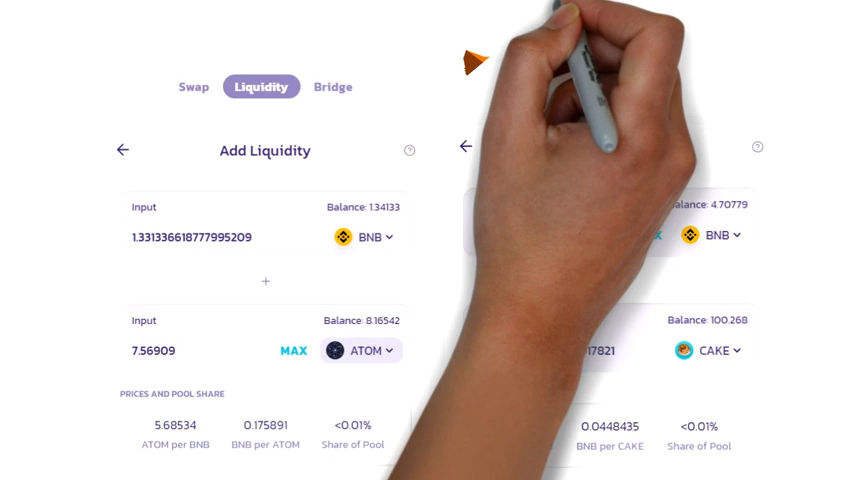 Swap Liquidity Bridge
Add Liquidity
Input Balance: 1.34133
1.331336618777995209 BNB
+
Input Balance: 8.16542
7.56909 MAX ATOM
PRICES AND POOL SHARE
5.68534 0.175891 <0.01%
ATOM per BNB BNB per ATOM Share of Pool
4.70779
BNB
Balance: 100.268
CAKE
0.0448435 <0.01%
BNB per CAKE Share of Pool